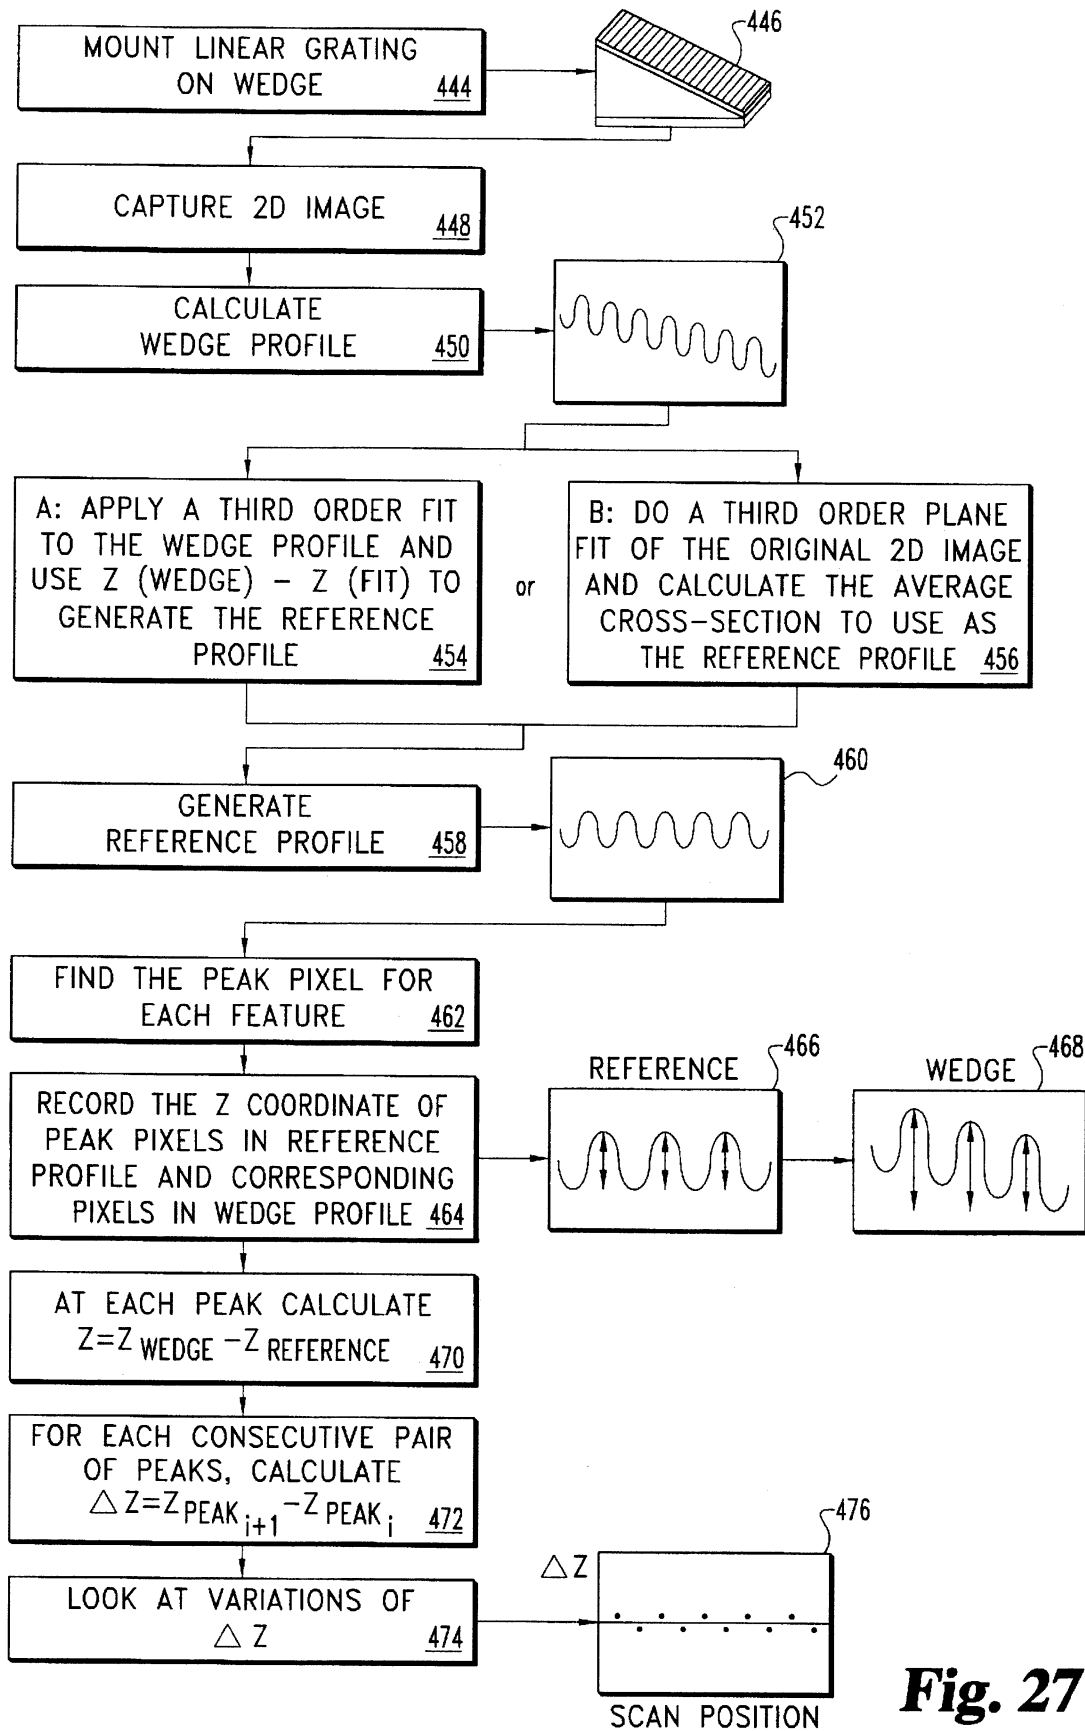 MOUNT LINEAR GRATING
ON WEDGE 444
446
CAPTURE 2D IMAGE
448
452
CALCULATE
WEDGE PROFILE 450
A: APPLY A THIRD ORDER FIT
TO THE WEDGE PROFILE AND
USE Z (WEDGE) – Z (FIT) TO
GENERATE THE REFERENCE
PROFILE 454
or
B: DO A THIRD ORDER PLANE
FIT OF THE ORIGINAL 2D IMAGE
AND CALCULATE THE AVERAGE
CROSS–SECTION TO USE AS
THE REFERENCE PROFILE 456
460
GENERATE
REFERENCE PROFILE 458
FIND THE PEAK PIXEL FOR
EACH FEATURE 462
RECORD THE Z COORDINATE OF
PEAK PIXELS IN REFERENCE
PROFILE AND CORRESPONDING
PIXELS IN WEDGE PROFILE 464
REFERENCE 466
WEDGE 468
AT EACH PEAK CALCULATE
Z=Z WEDGE –Z REFERENCE 470
FOR EACH CONSECUTIVE PAIR
OF PEAKS, CALCULATE
△ Z=Z PEAK i+1 –Z PEAK i 472
LOOK AT VARIATIONS OF
△ Z 474
476
△ Z
SCAN POSITION
Fig. 27